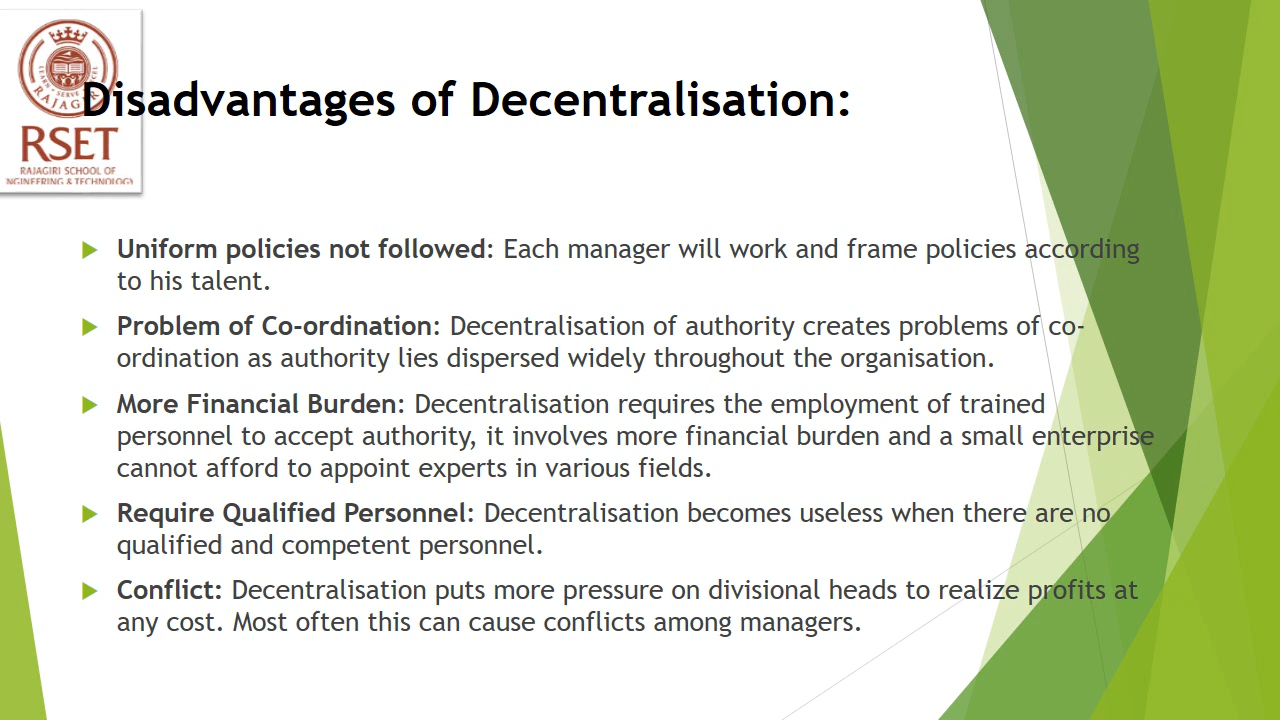 RSET
RAJAGIRI SCHOOL OF
NGINEERING & TECHNOLOGY
Disadvantages of Decentralisation:
Uniform policies not followed: Each manager will work and frame policies according
to his talent.
Problem of Co-ordination: Decentralisation of authority creates problems of co-
ordination as authority lies dispersed widely throughout the organisation.
More Financial Burden: Decentralisation requires the employment of trained
personnel to accept authority, it involves more financial burden and a small enterprise
cannot afford to appoint experts in various fields.
Require Qualified Personnel: Decentralisation becomes useless when there are no
qualified and competent personnel.
Conflict: Decentralisation puts more pressure on divisional heads to realize profits at
any cost. Most often this can cause conflicts among managers.